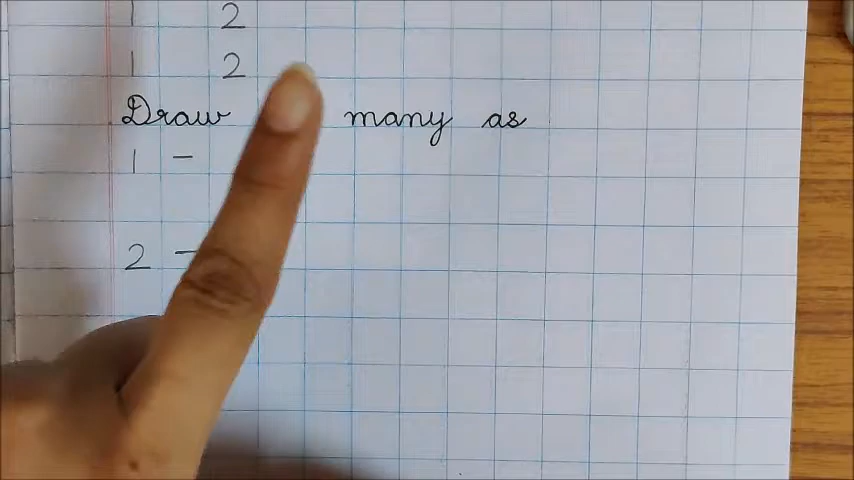 1 2
1 2
Draw many as
1 -
2 -